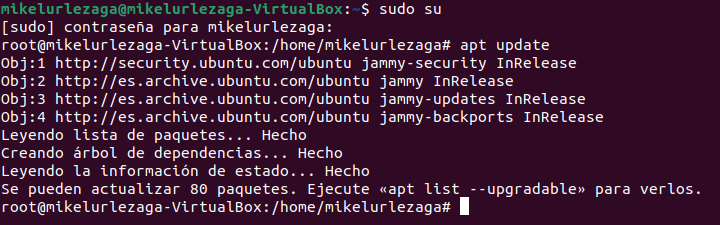 mikelurlezaga@mikelurlezaga-VirtualBox:~$ sudo su
[sudo] contraseña para mikelurlezaga:
root@mikelurlezaga-VirtualBox:/home/mikelurlezaga# apt update
Obj:1 http://security.ubuntu.com/ubuntu jammy-security InRelease
Obj:2 http://es.archive.ubuntu.com/ubuntu jammy InRelease
Obj:3 http://es.archive.ubuntu.com/ubuntu jammy-updates InRelease
Obj:4 http://es.archive.ubuntu.com/ubuntu jammy-backports InRelease
Leyendo lista de paquetes... Hecho
Creando árbol de dependencias... Hecho
Leyendo la información de estado... Hecho
Se pueden actualizar 80 paquetes. Ejecute «apt list --upgradable» para verlos.
root@mikelurlezaga-VirtualBox:/home/mikelurlezaga#